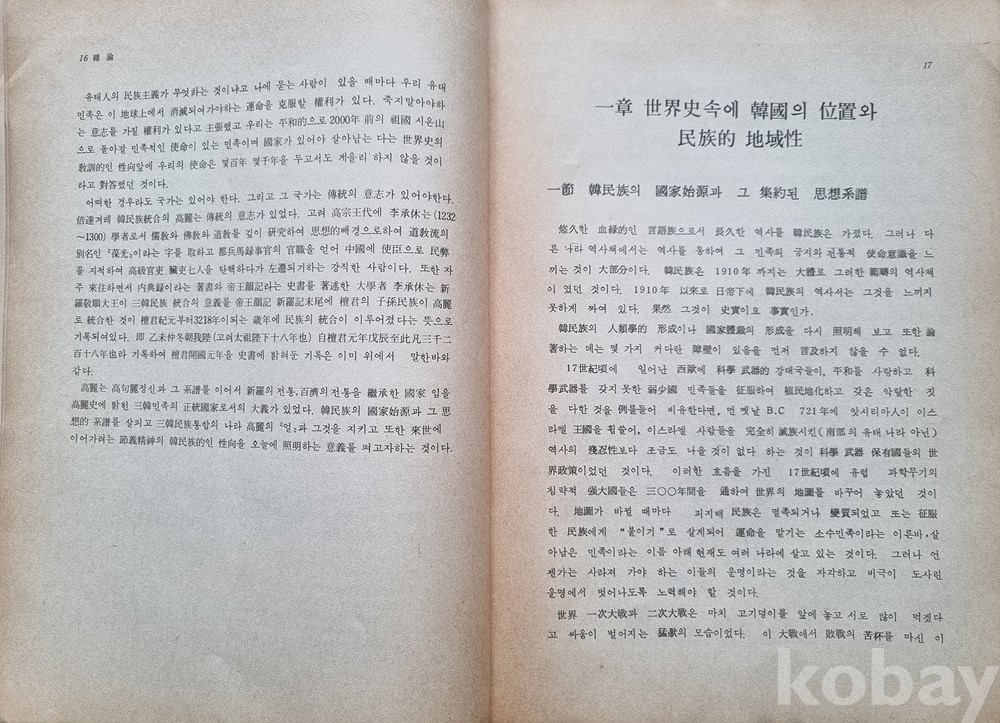 16 緖 論
유태人의 民族主義가 무엇하는 것이냐고 나에 묻는 사람이 있을 때마다 우리 유태
民族은 이 地球上에서 消滅되여가야하는 運命을 克服할 權利가 있다. 죽지말아야하
는 意志를 가질 權利가 있다고 主張했고 우리는 平和的으로 2000年 前의 祖國 시온山
으로 돌아갈 민족적인 使命이 있는 민족이며 國家가 있어야 살아남는 다는 世界史의
敎訓的인 性向앞에 우리의 使命은 몇百年 몇千年을 두고서도 게을리 하지 않을 것이
라고 對答했던 것이다.
어떠한 경우라도 국가는 있어야 한다. 그리고 그 국가는 傳統의 意志가 있어야한다.
倍達겨레 韓民族統合의 高麗는 傳統의 意志가 있었다. 고려 高宗王代에 李承休는(1232
~1300) 學者로서 儒敎와 佛敎와 道敎를 깊이 研究하여 思想的배경으로하여 道敎流의
別名인 〝葆光〟이라는 字를 取하고 都兵馬録事官의 官職을 얻어 中國에 使臣으로 民弊
를 지적하여 高級官吏 臟吏七人을 탄핵하다가 左遷되기하는 강직한 사람이다. 또한 자
주 來往하면서 內典録이라는 著書와 帝王韻記라는 史書를 著述한 大學者 李承休는 新
羅敬順大王이 三韓民族 統合의 意義를 帝王韻記 新羅記末尾에 檀君의 子孫民族이 高麗
로 統合한 것이 檀君紀元부터3218年이되는 歲年에 民族의 統合이 이루어졌다는 뜻으로
기록되여있다. 即 乙未仲冬朝我陛(고려太祖陛下十八年也) 自檀君元年戊辰至此凡三千二
百十八年也라 기록하여 檀君開國元年을 史書에 밝혀둔 기록은 이미 위에서 말한바와
같다.
高麗는 高句麗정신과 그 系譜를 이어서 新羅의 전통, 百濟의 전통을 繼承한 國家 임을
高麗史에 밝힌 三韓민족의 正統國家로서의 大義가 있었다. 韓民族의 國家始源과 그 思
想的 系譜를 살피고 三韓民族통합의 나라 高麗의 〝얼〟과 그것을 지키고 또한 來世에
이어가려는 節義精神의 韓民族的인 性向을 오늘에 照明하는 意義를 펴고자하는 것이다.
17
一章 世界史속에 韓國의 位置와
民族的 地域性
一節 韓民族의 國家始源과 그 集約된 思想系譜
悠久한 血緣的인 言語族으로서 長久한 역사를 韓民族은 가졌다. 그러나 다
른 나라 역사책에서는 역사를 통하여 그 민족의 긍지와 전통적 使命意識을 느
끼는 것이 大部分이다. 韓民族은 1910年 까지는 大體로 그러한 範疇의 역사책
이 었던 것이다. 1910年 以來로 日帝下에 韓民族의 역사서는 그것을 느끼지
못하게 짜여 있다. 果然 그것이 史實이요 事實인가.
韓民族의 人類學的 形成이나 國家體裁의 形成을 다시 照明해 보고 또한 論
著하는 데는 몇 가지 커다란 障壁이 있음을 먼저 言及하지 않을 수 없다.
17世紀頃에 일어난 西歐에 科學 武器的 강대국들이, 平和를 사랑하고 科
學武器를 갖지못한 弱少國 민족들을 征服하여 植民地化하고 갖은 악랄한 짓
을 다한 것을 例를들어 비유한다면, 먼 옛날 B.C 721年에 앗시리아人이 이스
라엘 王國을 휩쓸어, 이스라엘 사람들을 完全히 滅族시킨(南部의 유태 나라 아닌)
역사의 殘忍性보다 조금도 나을 것이 없다 하는 것이 科學 武器 保有國들의 世
界政策이었던 것이다. 이러한 흐름을 가진 17世紀頃에 유럽 과학무기의
침략적 强大國들은 三〇〇年間을 通하여 世界의 地圖를 바꾸어 놓았던 것이
다. 地圖가 바뀔 때마다 피지배 民族은 멸족되거나 變質되었고 또는 征服
한 民族에게 “붙이기”로 살게되어 運命을 맡기는 소수민족이라는 이른바, 살
아남은 민족이라는 이름 아래 현재도 여러 나라에 살고 있는 것이다. 그러나 언
젠가는 사라져 가야 하는 이들의 운명이라는 것을 자각하고 비극이 도사린
운명에서 벗어나도록 노력해야 할 것이다.
世界 一次大戰과 二次大戰은 마치 고기덩이를 앞에 놓고 서로 많이 먹겠다
고 싸움이 벌어지는 猛獸의 모습이었다. 이 大戰에서 敗戰의 苦杯를 마신 이
kobay